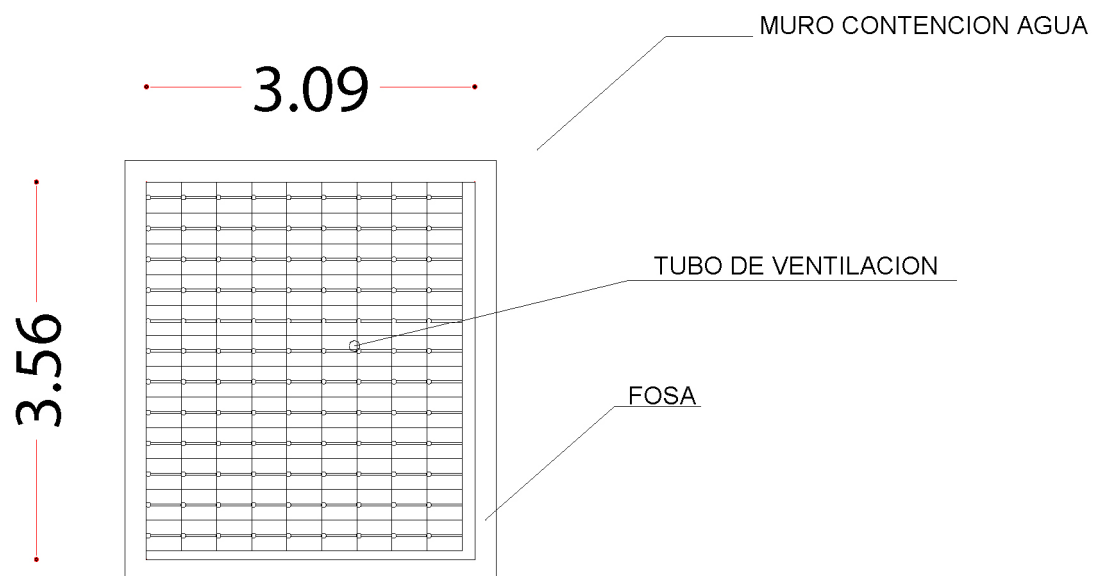 MURO CONTENCION AGUA
3.09
TUBO DE VENTILACION
3.56
FOSA